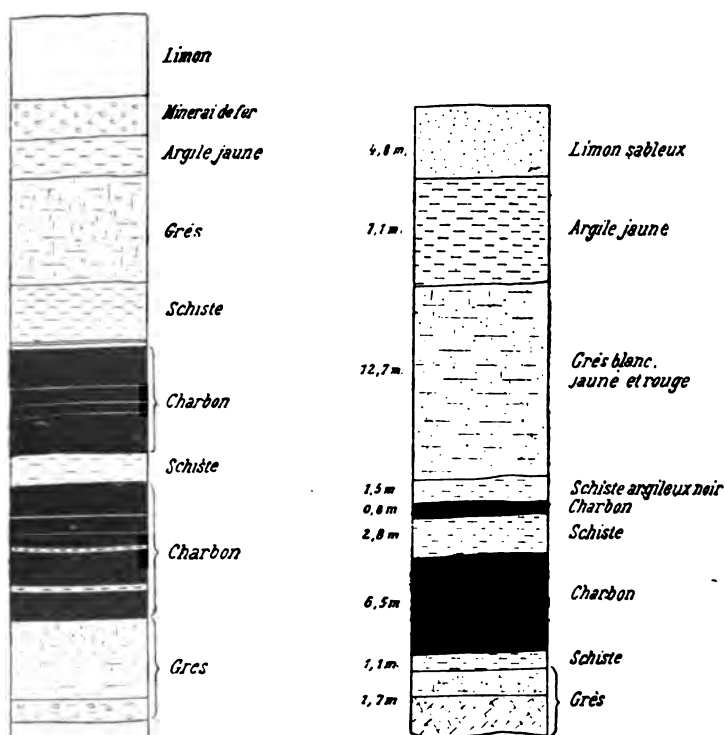 Limon
Minerai de fer
Argile jaune
Grés
Schiste
Charbon
Schiste
Charbon
Gres
4,8 m. Limon sableux
7,1 m. Argile jaune
12,7 m. Grés blanc,
jaune et rouge
1,5 m Schiste argileux noir
0,8 m Charbon
2,8 m Schiste
6,5 m Charbon
1,1 m. Schiste
1,7 m Grés